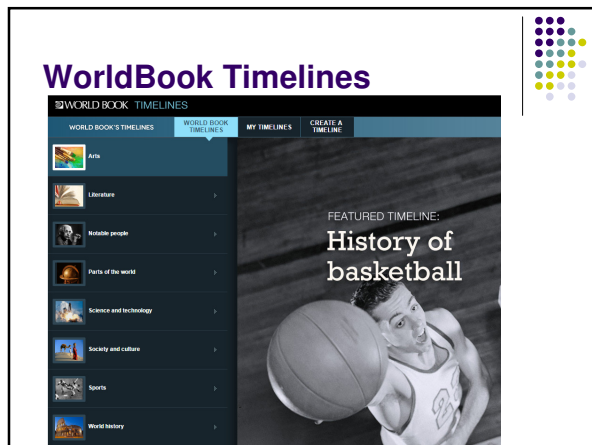 WorldBook Timelines
WORLD BOOK TIMELINES
WORLD BOOK'S TIMELINES
WORLD BOOK
TIMELINES
MY TIMELINES
CREATE A
TIMELINE
Arts
Literature
Notable people
Parts of the world
Science and technology
Society and culture
Sports
World history
FEATURED TIMELINE:
History of
basketball